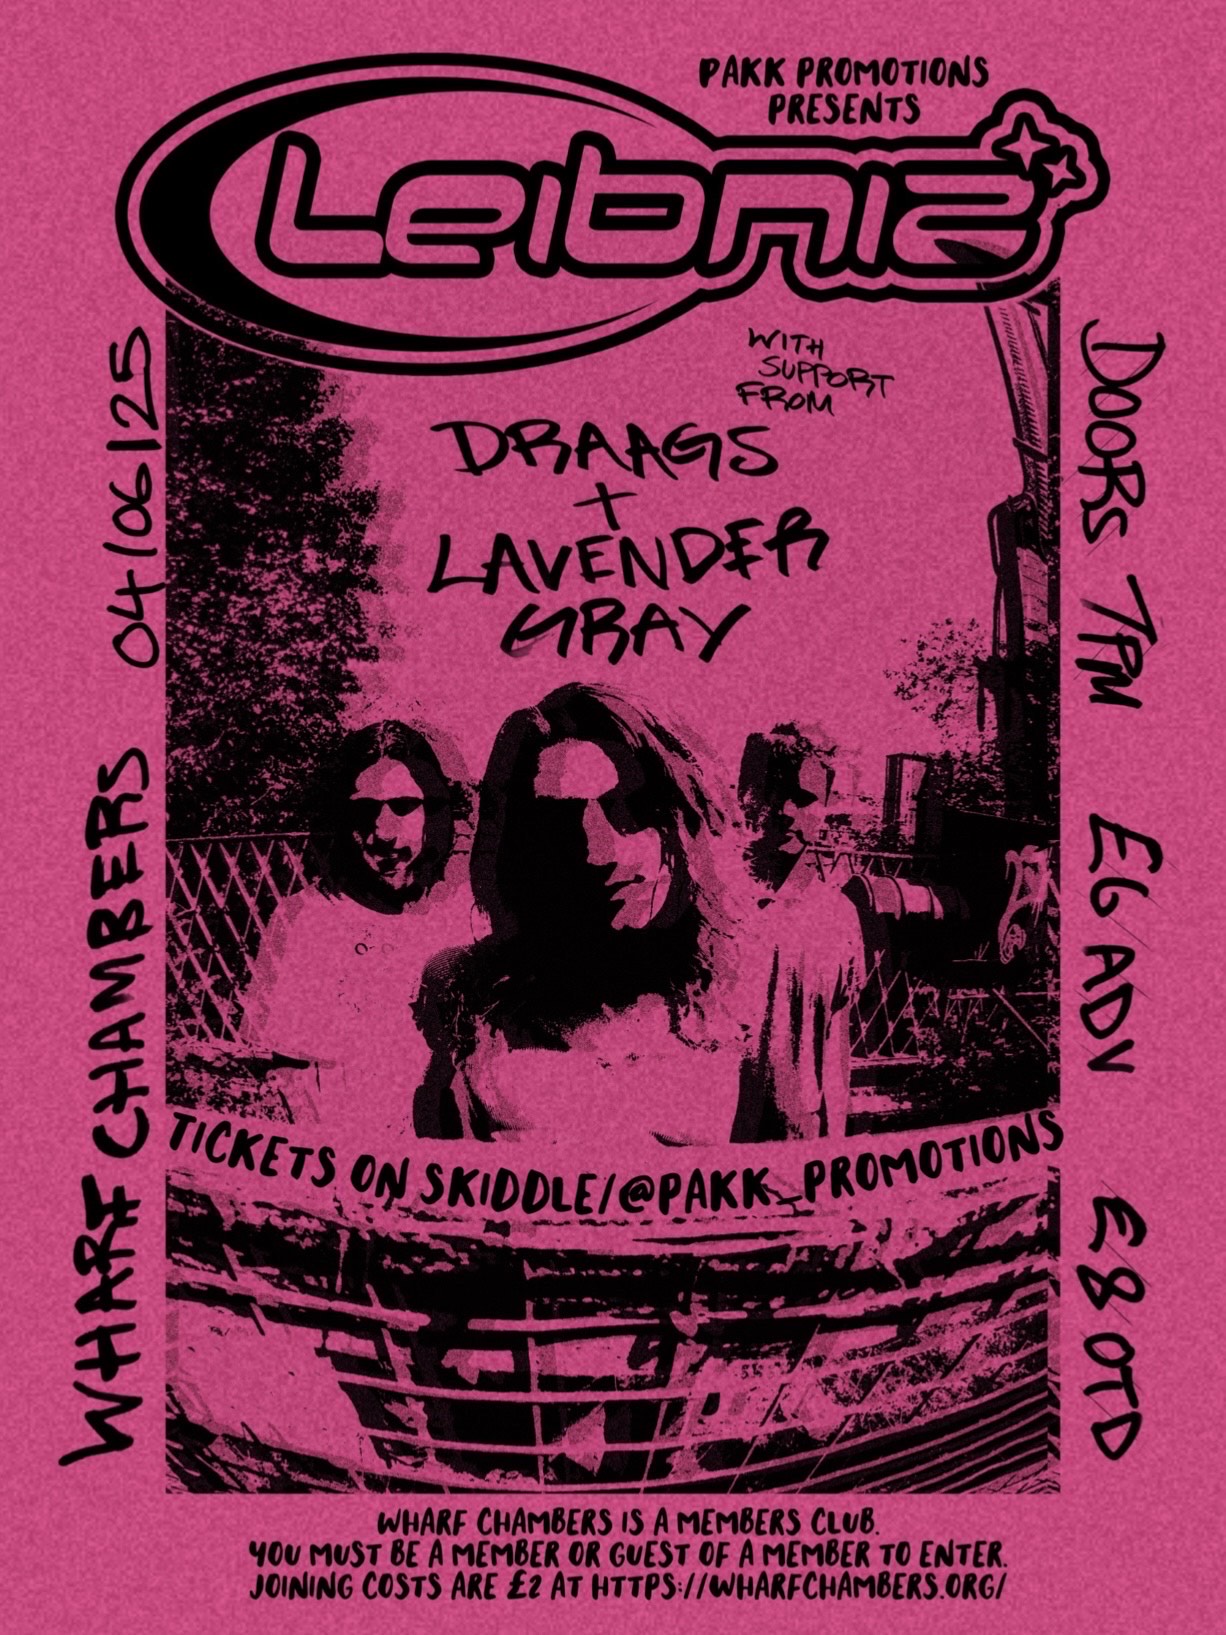 PAKK PROMOTIONS
PRESENTS
Leibniz
WITH
SUPPORT
FROM
DRAAGS
+
LAVENDER
GRAY
WHARF CHAMBERS 04/06/25
DOORS 7PM £6 ADV £8 OTD
TICKETS ON SKIDDLE/@PAKK_PROMOTIONS
WHARF CHAMBERS IS A MEMBERS CLUB.
YOU MUST BE A MEMBER OR GUEST OF A MEMBER TO ENTER.
JOINING COSTS ARE £2 AT HTTPS://WHARFCHAMBERS.ORG/